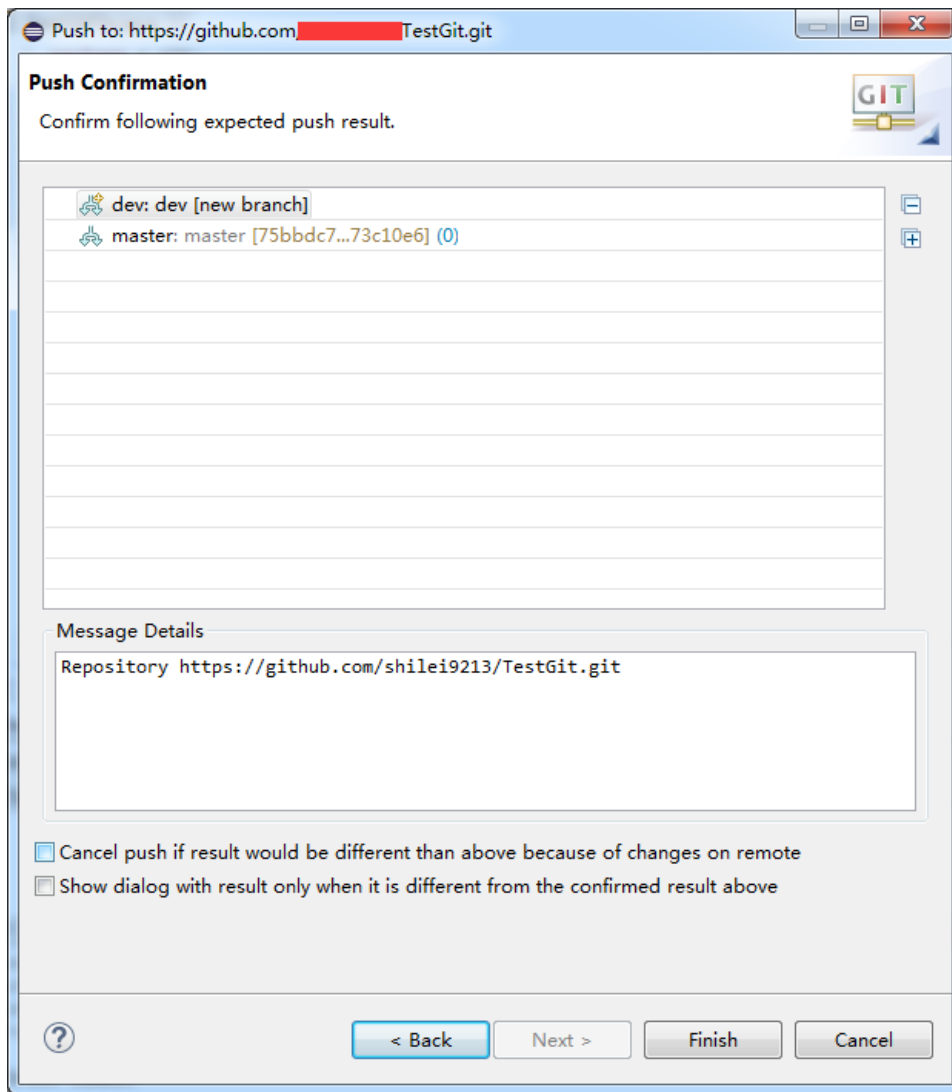 Push to: https://github.com/ TestGit.git
Push Confirmation
Confirm following expected push result.
GIT
dev: dev [new branch]
master: master [75bbdc7...73c10e6] (0)
Message Details
Repository https://github.com/shilei9213/TestGit.git
Cancel push if result would be different than above because of changes on remote
Show dialog with result only when it is different from the confirmed result above
?
< Back Next > Finish Cancel